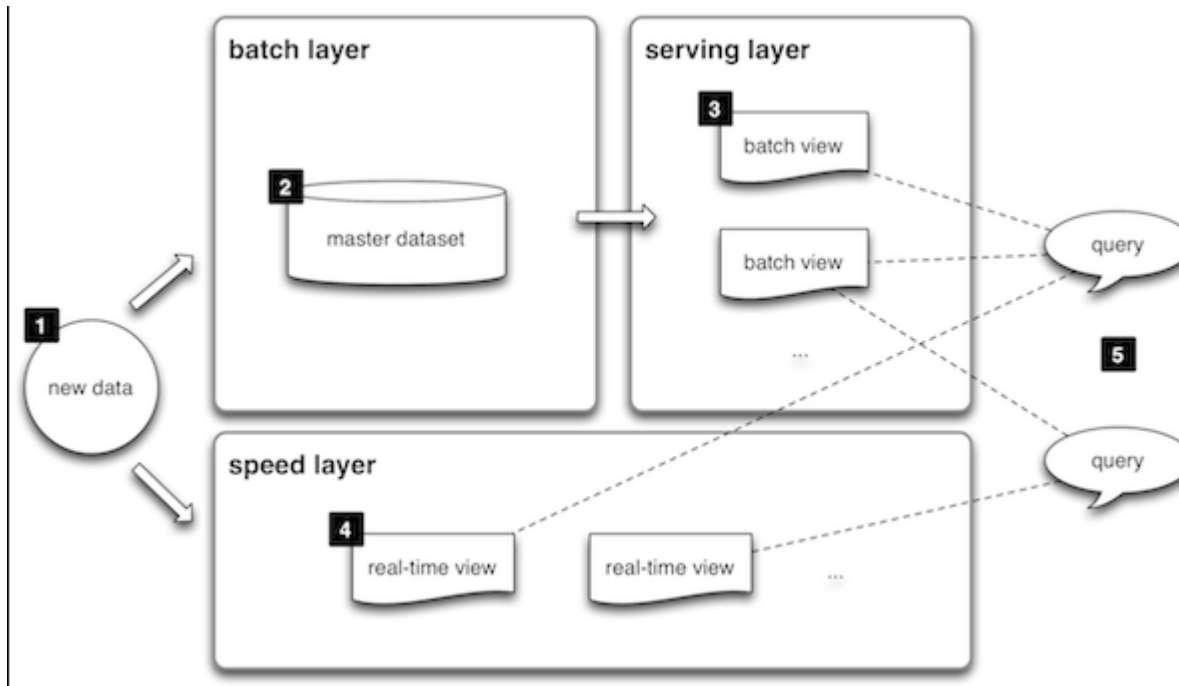 batch layer
serving layer
3
batch view
2
master dataset
batch view
query
1
new data
...
5
speed layer
query
4
real-time view
real-time view
...